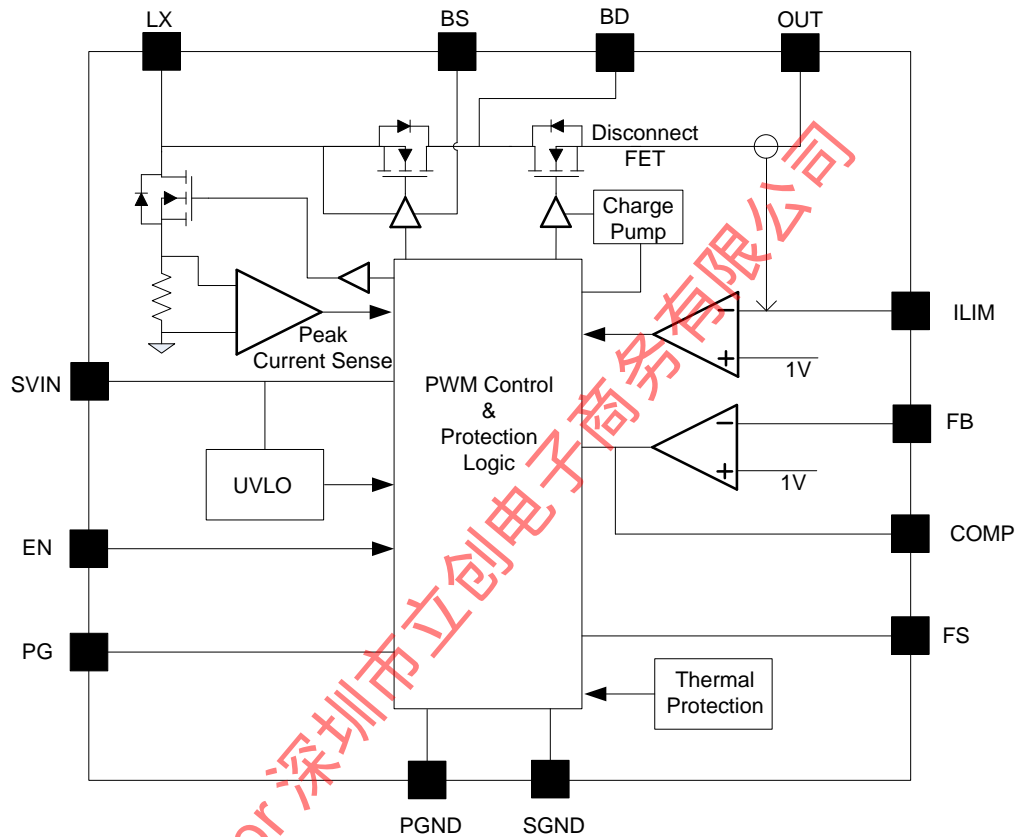 LX
BS
BD
OUT
Disconnect
FET
Charge
Pump
ILIM
Peak
Current Sense
1V
SVIN
PWM Control
&
Protection
Logic
FB
UVLO
1V
EN
COMP
PG
FS
Thermal
Protection
PGND
SGND
or 深圳市立创电子商务有限公司